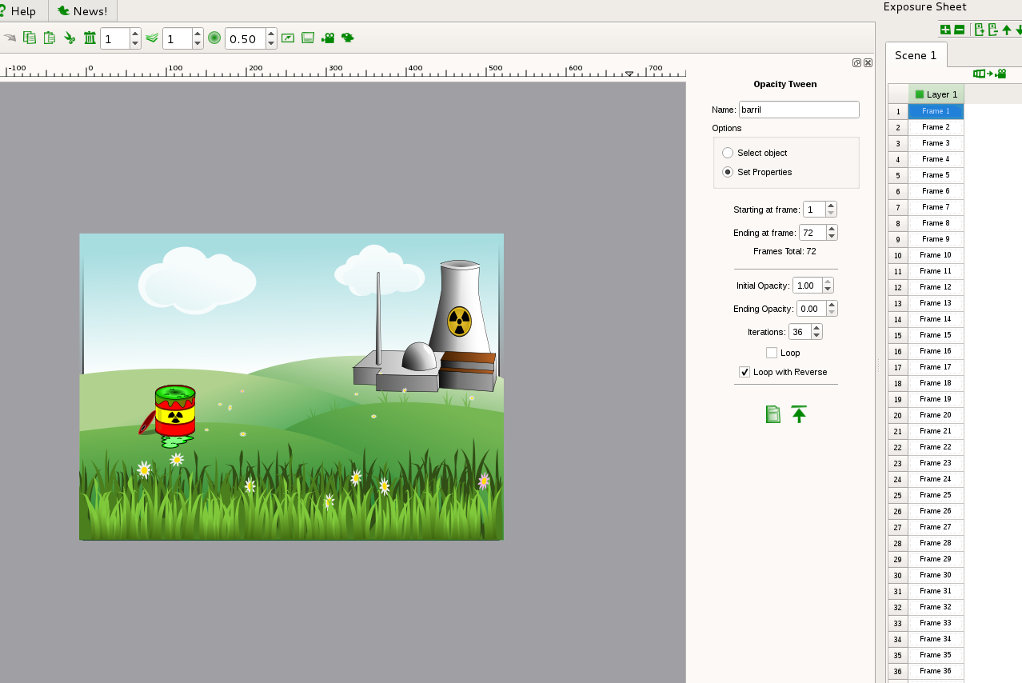 Help
News!
Exposure Sheet
1
1
0.50
Scene 1
-100
0
100
200
300
400
500
600
700
Opacity Tween
Name: barril
Options
Select object
Set Properties
Starting at frame: 1
Ending at frame: 72
Frames Total: 72
Initial Opacity: 1.00
Ending Opacity: 0.00
Iterations: 36
Loop
Loop with Reverse
Layer 1
1 Frame 1
2 Frame 2
3 Frame 3
4 Frame 4
5 Frame 5
6 Frame 6
7 Frame 7
8 Frame 8
9 Frame 9
10 Frame 10
11 Frame 11
12 Frame 12
13 Frame 13
14 Frame 14
15 Frame 15
16 Frame 16
17 Frame 17
18 Frame 18
19 Frame 19
20 Frame 20
21 Frame 21
22 Frame 22
23 Frame 23
24 Frame 24
25 Frame 25
26 Frame 26
27 Frame 27
28 Frame 28
29 Frame 29
30 Frame 30
31 Frame 31
32 Frame 32
33 Frame 33
34 Frame 34
35 Frame 35
36 Frame 36